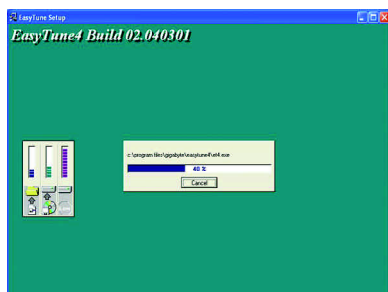 EasyTune Setup
EasyTune4 Build 02.040301
c:\program files\gigabyte\easytune4\et4.exe
40 %
Cancel